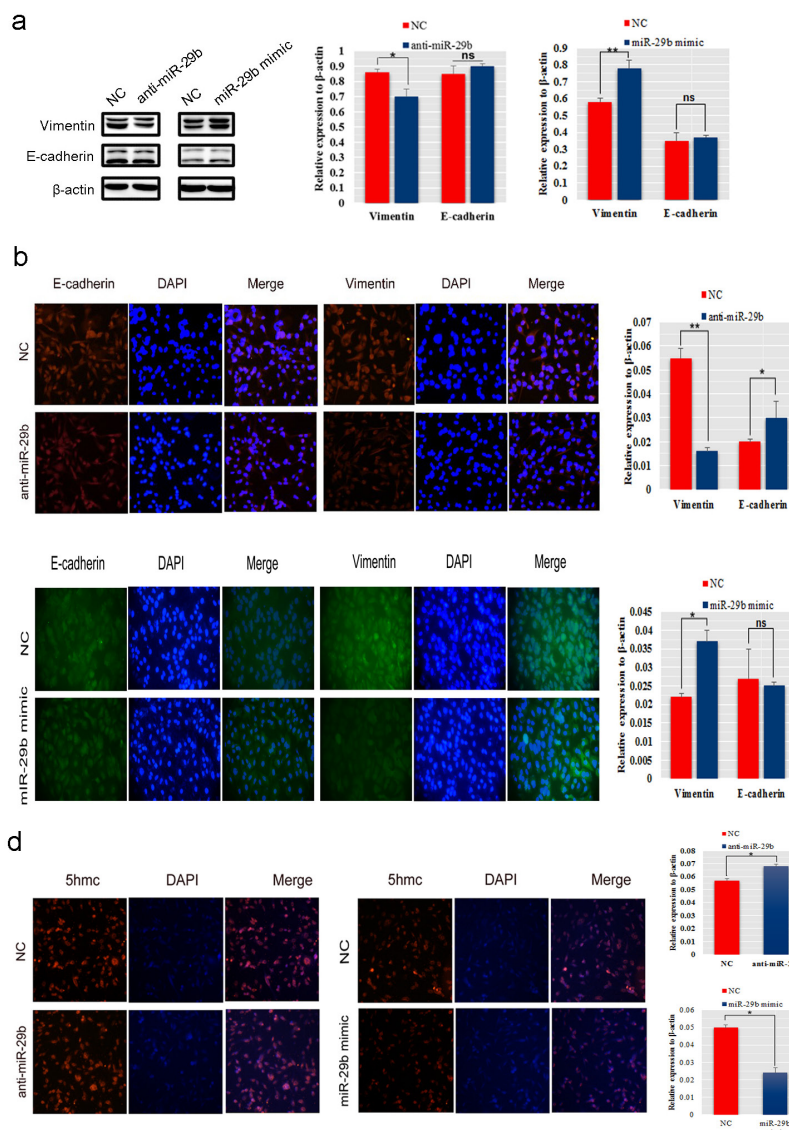 a
NC
anti-miR-29b
NC
miR-29b mimic
Vimentin
E-cadherin
β-actin
NC
anti-miR-29b
Relative expression to β-actin
1
0.9
0.8
0.7
0.6
0.5
0.4
0.3
0.2
0.1
0
*
ns
Vimentin E-cadherin
NC
miR-29b mimic
Relative expression to β-actin
0.9
0.8
0.7
0.6
0.5
0.4
0.3
0.2
0.1
0
**
ns
Vimentin E-cadherin
b
E-cadherin DAPI Merge Vimentin DAPI Merge
NC
anti-miR-29b
NC
anti-miR-29b
Relative expression to β-actin
0.07
0.06
0.05
0.04
0.03
0.02
0.01
0
**
*
Vimentin E-cadherin
E-cadherin DAPI Merge Vimentin DAPI Merge
NC
miR-29b mimic
NC
miR-29b mimic
Relative expression to β-actin
0.045
0.04
0.035
0.03
0.025
0.02
0.015
0.01
0.005
0
*
ns
Vimentin E-cadherin
d
5hmc DAPI Merge
NC
anti-miR-29b
5hmc DAPI Merge
NC
miR-29b mimic
NC
anti-miR-29b
Relative expression to β-actin
0.08
0.07
0.06
0.05
0.04
0.03
0.02
0.01
0
*
NC anti-miR-
NC
miR-29b mimic
Relative expression to β-actin
0.06
0.05
0.04
0.03
0.02
0.01
0
*
NC miR-29b